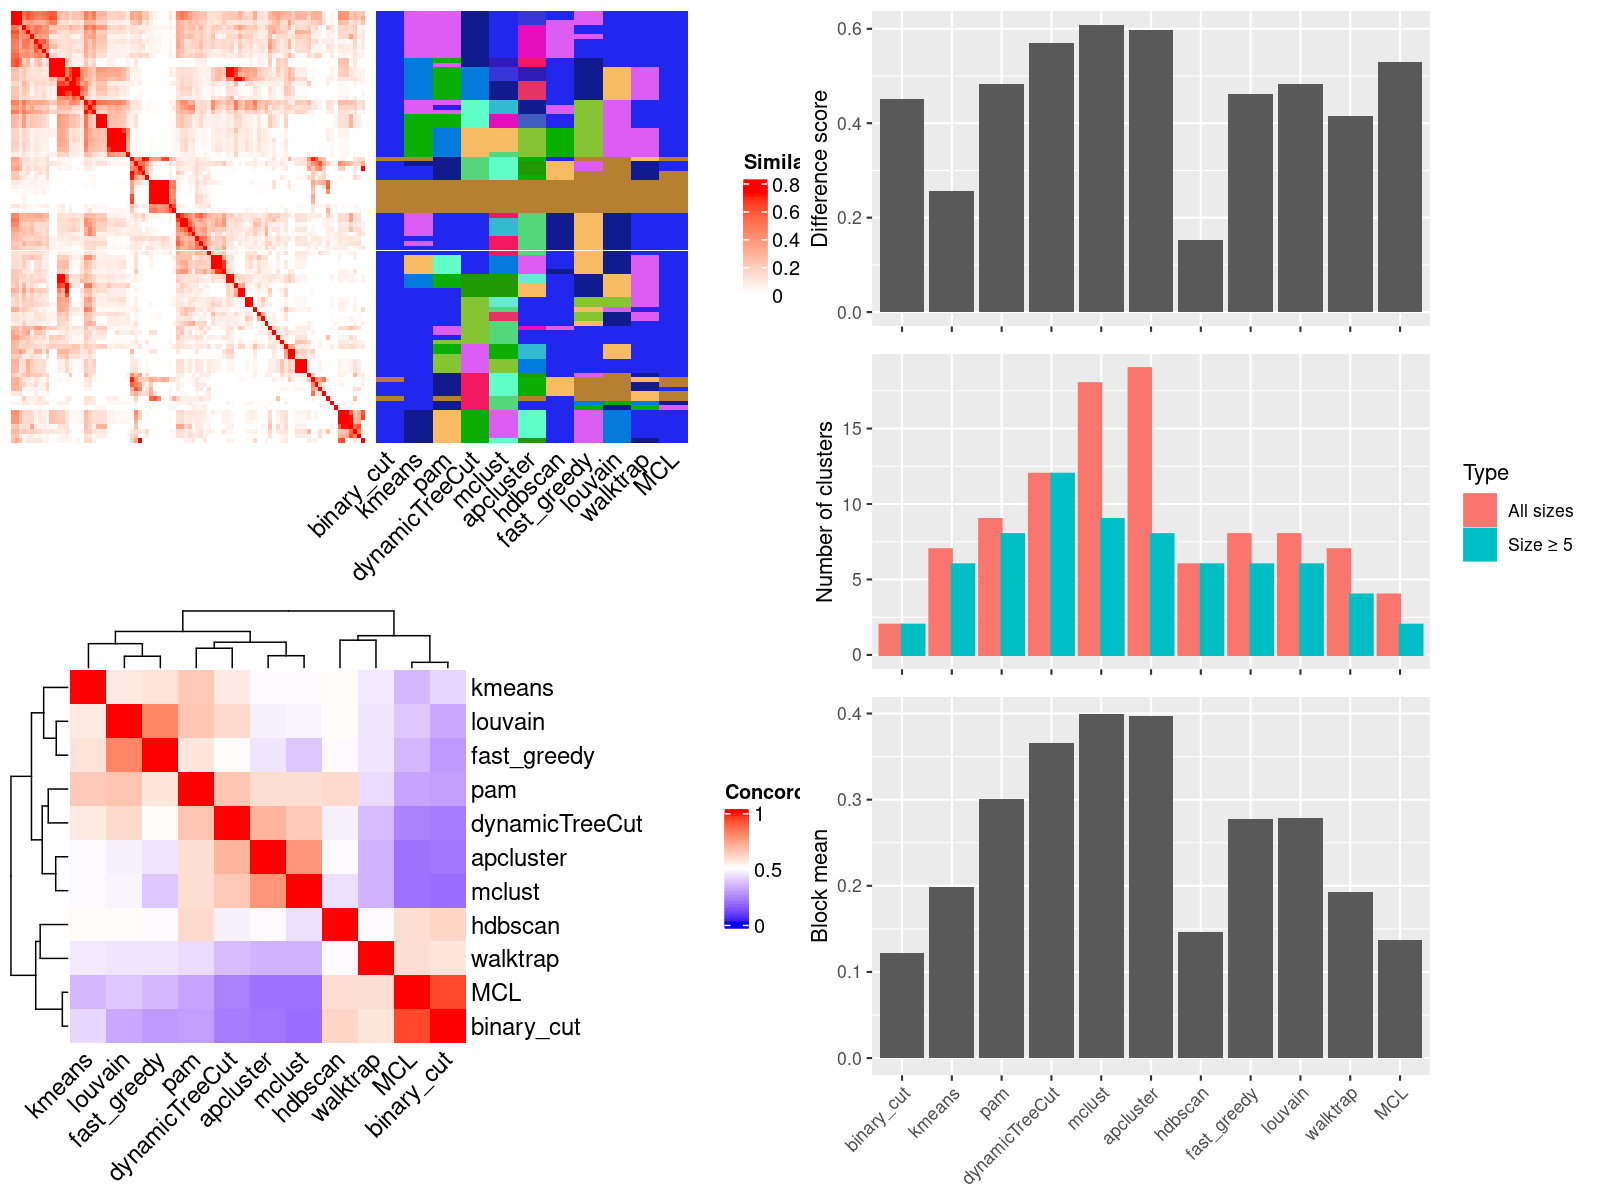 Simila
0.8
0.6
0.4
0.2
0
binary_cut
kmeans
pam
dynamicTreeCut
mclust
apcluster
hdbscan
fast_greedy
louvain
walktrap
MCL
kmeans
louvain
fast_greedy
pam
dynamicTreeCut
apcluster
mclust
hdbscan
walktrap
MCL
binary_cut
kmeans
louvain
fast_greedy
pam
dynamicTreeCut
apcluster
mclust
hdbscan
walktrap
MCL
binary_cut
Concord
1
0.5
0
Difference score
0.6
0.4
0.2
0.0
Number of clusters
15
10
5
0
Type
All sizes
Size ≥ 5
Block mean
0.4
0.3
0.2
0.1
0.0
binary_cut
kmeans
pam
dynamicTreeCut
mclust
apcluster
hdbscan
fast_greedy
louvain
walktrap
MCL